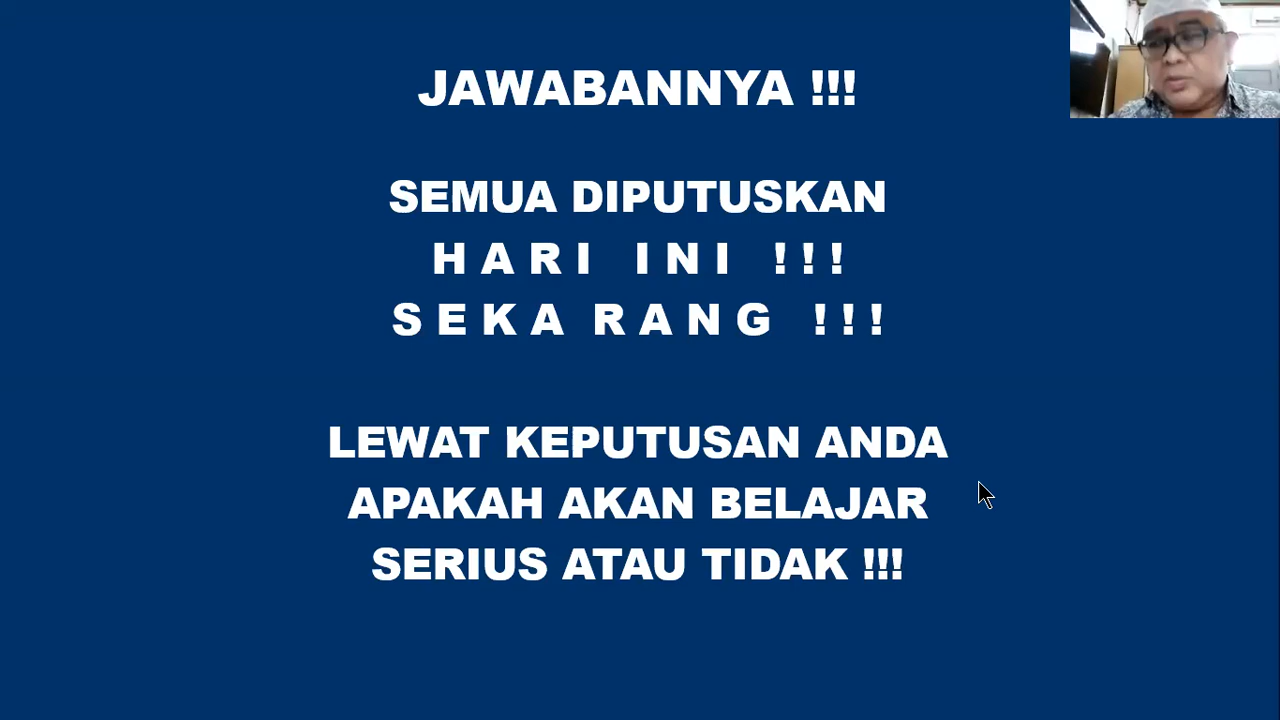 JAWABANNYA !!!
SEMUA DIPUTUSKAN
H A R I  I N I  ! ! !
S E K A R A N G  ! ! !
LEWAT KEPUTUSAN ANDA
APAKAH AKAN BELAJAR
SERIUS ATAU TIDAK !!!